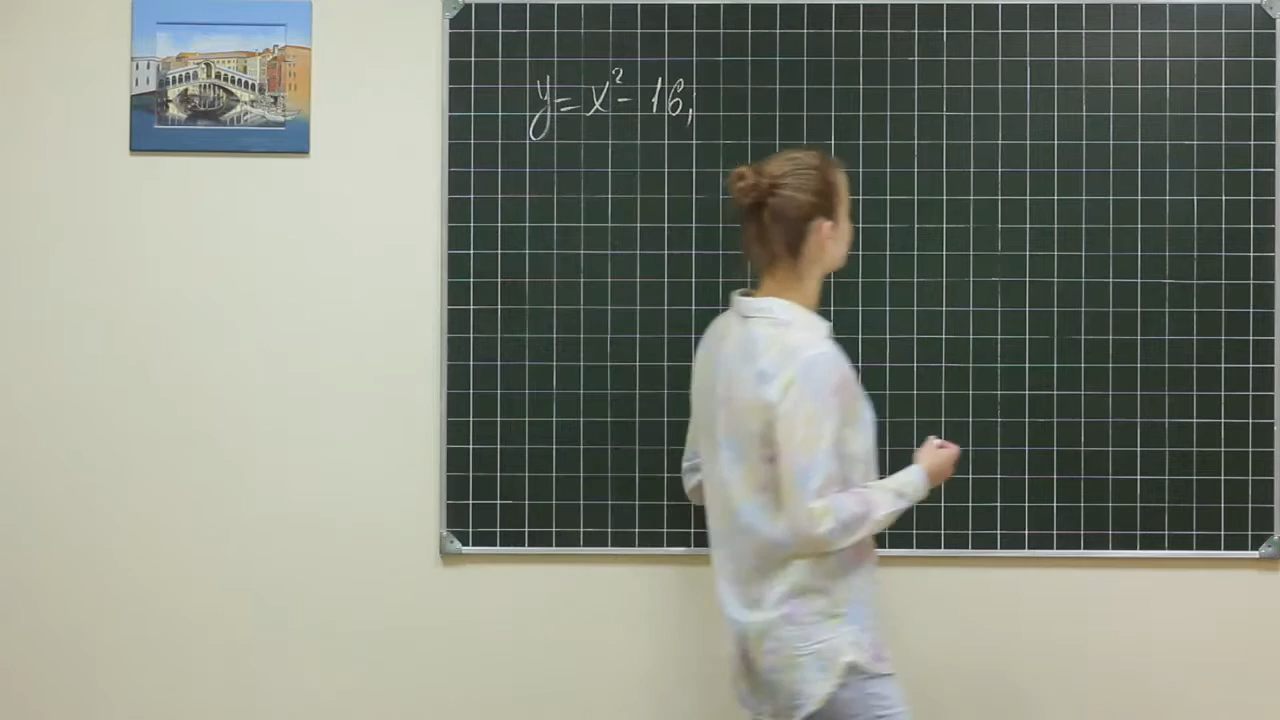 y = x² - 16;